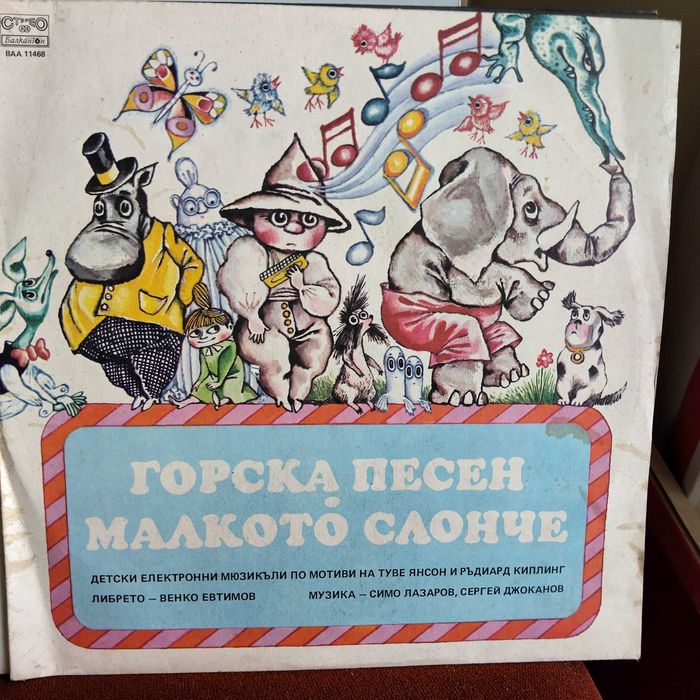 СТЕРЕО
Балкантон
ВАА 11468
ГОРСКА ПЕСЕН
МАЛКОТО СЛОНЧЕ
ДЕТСКИ ЕЛЕКТРОННИ МЮЗИКЪЛИ ПО МОТИВИ НА ТУВЕ ЯНСОН И РЪДИАРД КИПЛИНГ
ЛИБРЕТО – ВЕНКО ЕВТИМОВ МУЗИКА – СИМО ЛАЗАРОВ, СЕРГЕЙ ДЖОКАНОВ